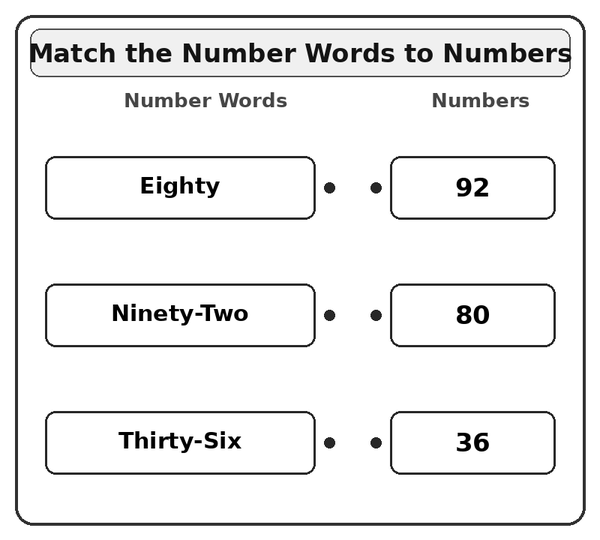 Match the Number Words to Numbers
Number Words Numbers
Eighty 92
Ninety-Two 80
Thirty-Six 36